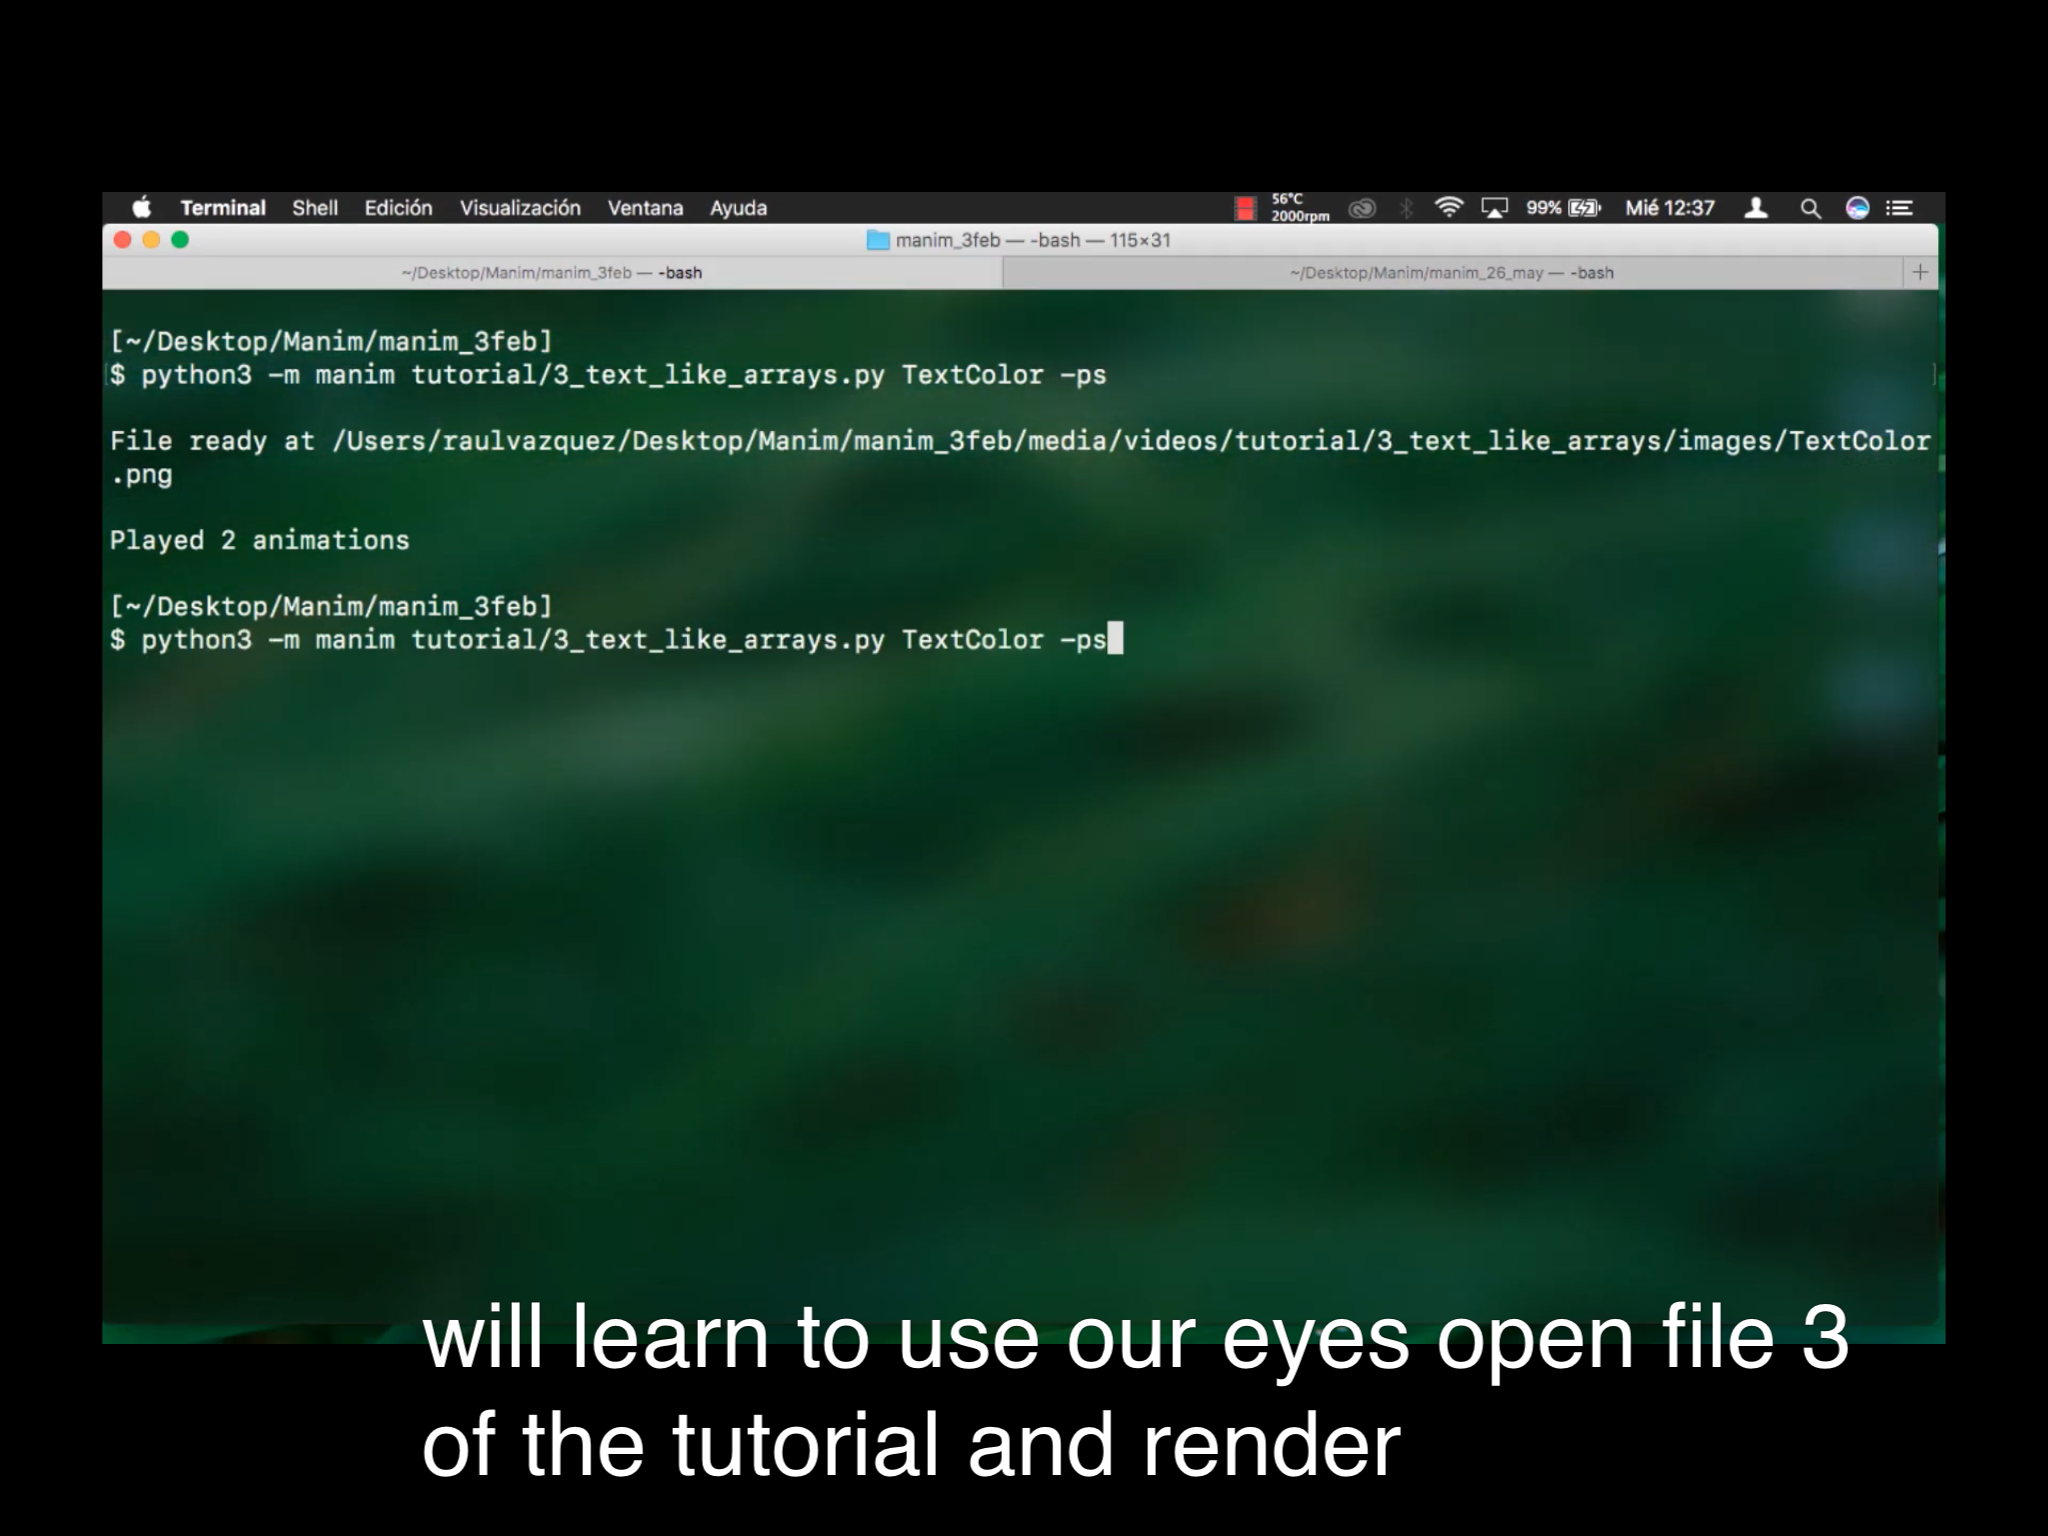 Terminal Shell Edición Visualización Ventana Ayuda 56°C 2000rpm 99% Mié 12:37
manim_3feb — -bash — 115×31
~/Desktop/Manim/manim_3feb — -bash ~/Desktop/Manim/manim_26_may — -bash +
[~/Desktop/Manim/manim_3feb]
$ python3 -m manim tutorial/3_text_like_arrays.py TextColor -ps
File ready at /Users/raulvazquez/Desktop/Manim/manim_3feb/media/videos/tutorial/3_text_like_arrays/images/TextColor
.png
Played 2 animations
[~/Desktop/Manim/manim_3feb]
$ python3 -m manim tutorial/3_text_like_arrays.py TextColor -ps
will learn to use our eyes open file 3
of the tutorial and render